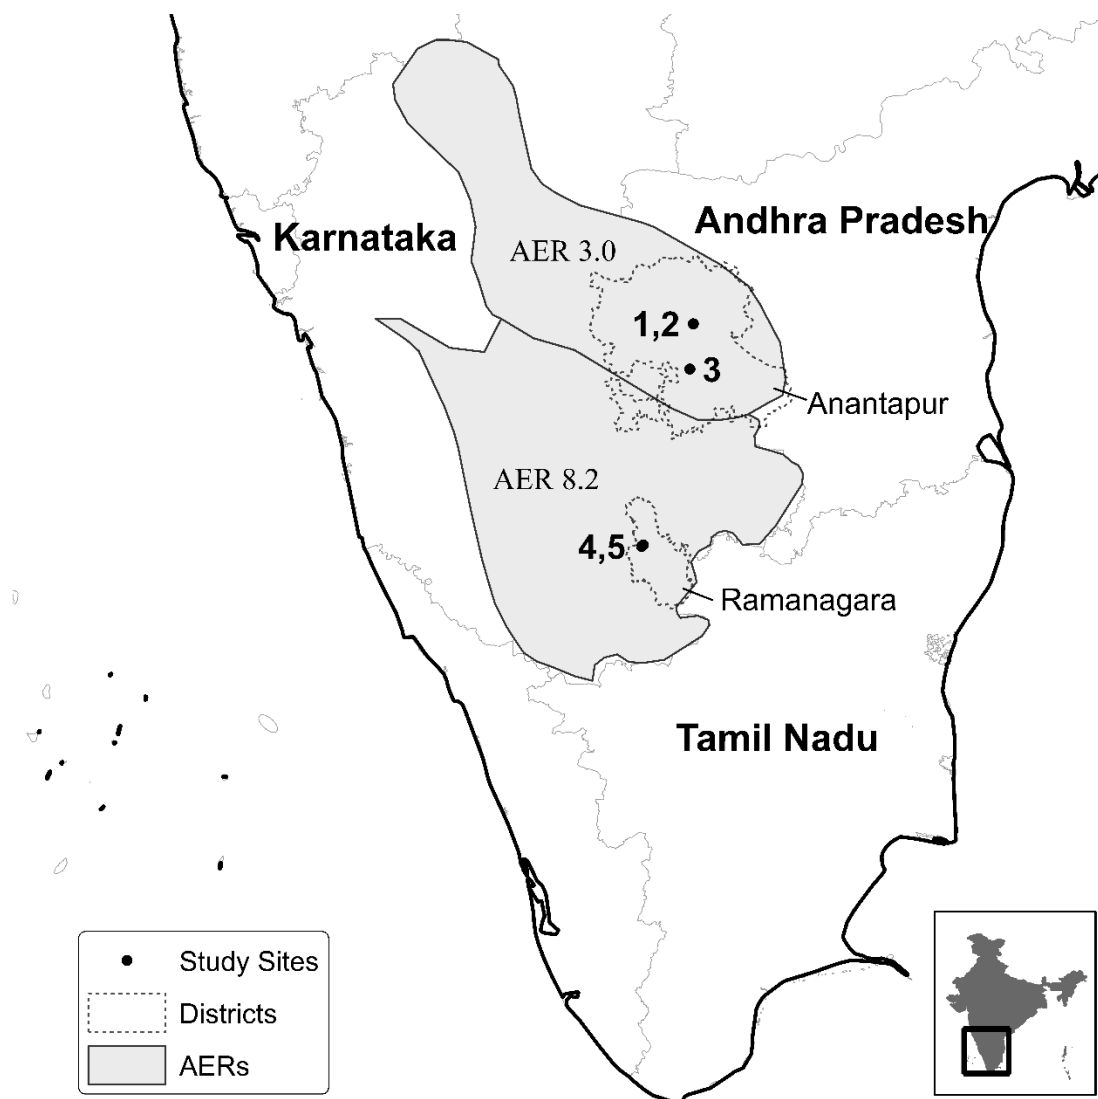 Andhra Pradesh
Karnataka
AER 3.0
1,2
3
Anantapur
AER 8.2
4,5
Ramanagara
Tamil Nadu
Study Sites
Districts
AERs